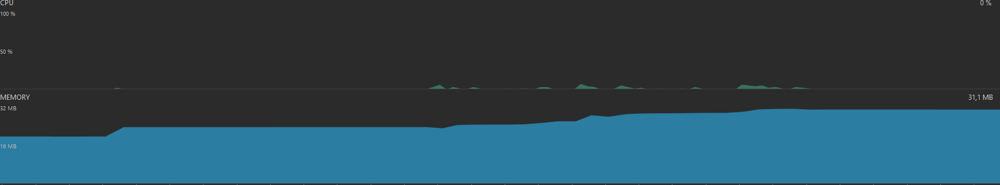 CPU
0 %
100 %
50 %
MEMORY
31,1 MB
32 MB
16 MB